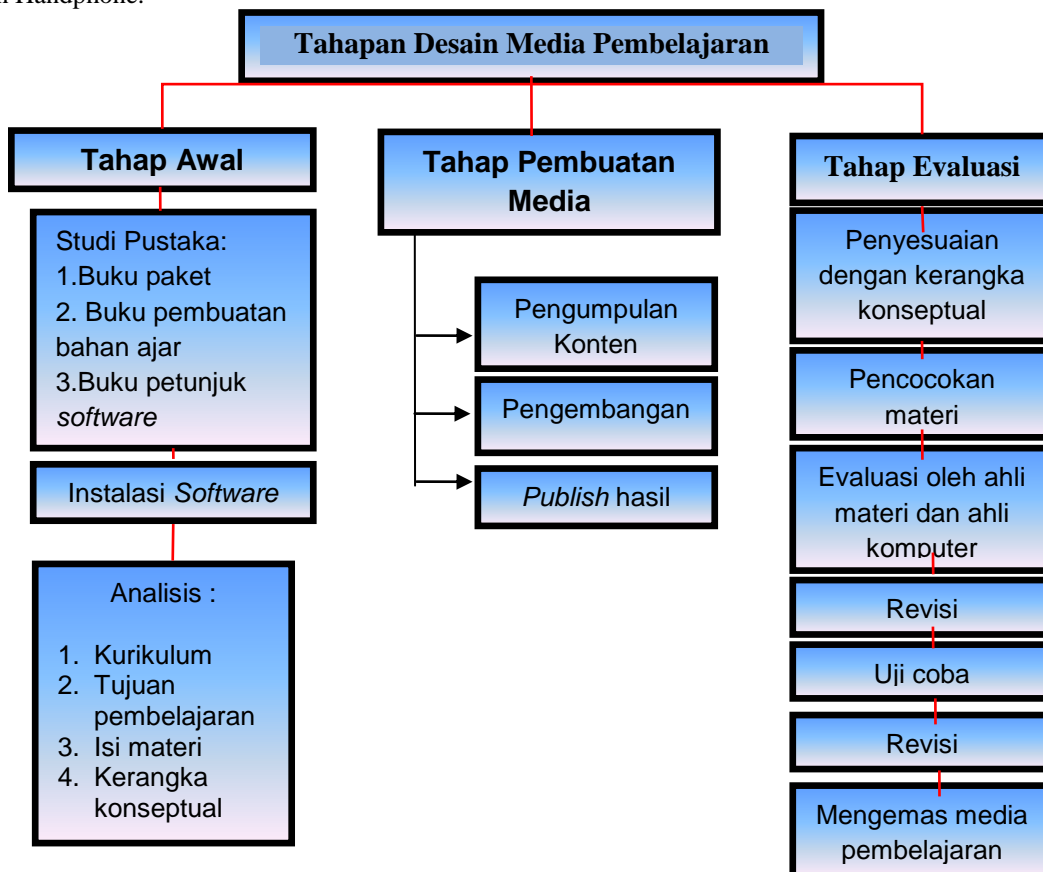 Handphone.
Tahapan Desain Media Pembelajaran
Tahap Awal
Studi Pustaka:
1.Buku paket
2. Buku pembuatan
bahan ajar
3.Buku petunjuk
software
Instalasi Software
Analisis :
1. Kurikulum
2. Tujuan
pembelajaran
3. Isi materi
4. Kerangka
konseptual
Tahap Pembuatan
Media
Pengumpulan
Konten
Pengembangan
Publish hasil
Tahap Evaluasi
Penyesuaian
dengan kerangka
konseptual
Pencocokan
materi
Evaluasi oleh ahli
materi dan ahli
komputer
Revisi
Uji coba
Revisi
Mengemas media
pembelajaran